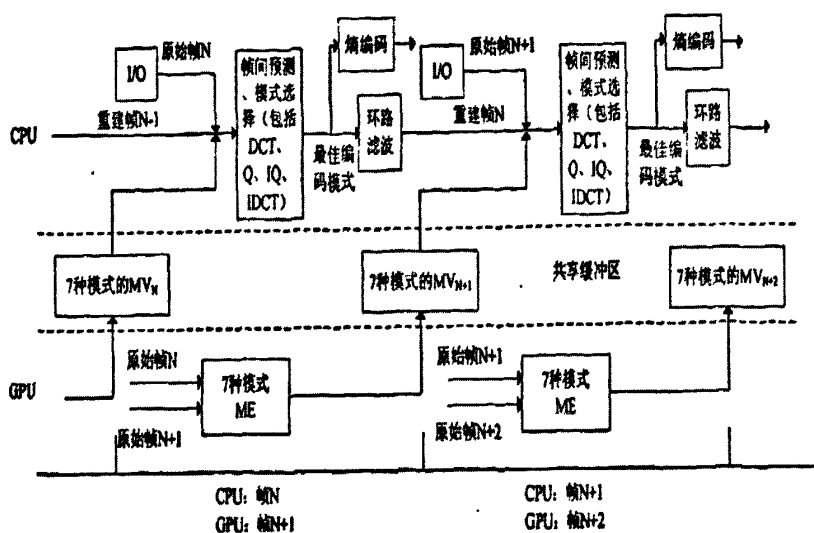 原始帧N
I/O
重建帧N-1
CPU
帧间预测
、模式选
择（包括
DCT、
Q、IQ、
IDCT）
熵编码
最佳编
码模式
环路
滤波
原始帧N+1
I/O
重建帧N
帧间预测
、模式选
择（包括
DCT、
Q、IQ、
IDCT）
熵编码
最佳编
码模式
环路
滤波
7种模式的MVN
7种模式的MVN+1
共享缓冲区
7种模式的MVN+2
GPU
原始帧N
原始帧N+1
7种模式
ME
原始帧N+1
原始帧N+2
7种模式
ME
CPU：帧N
GPU：帧N+1
CPU：帧N+1
GPU：帧N+2